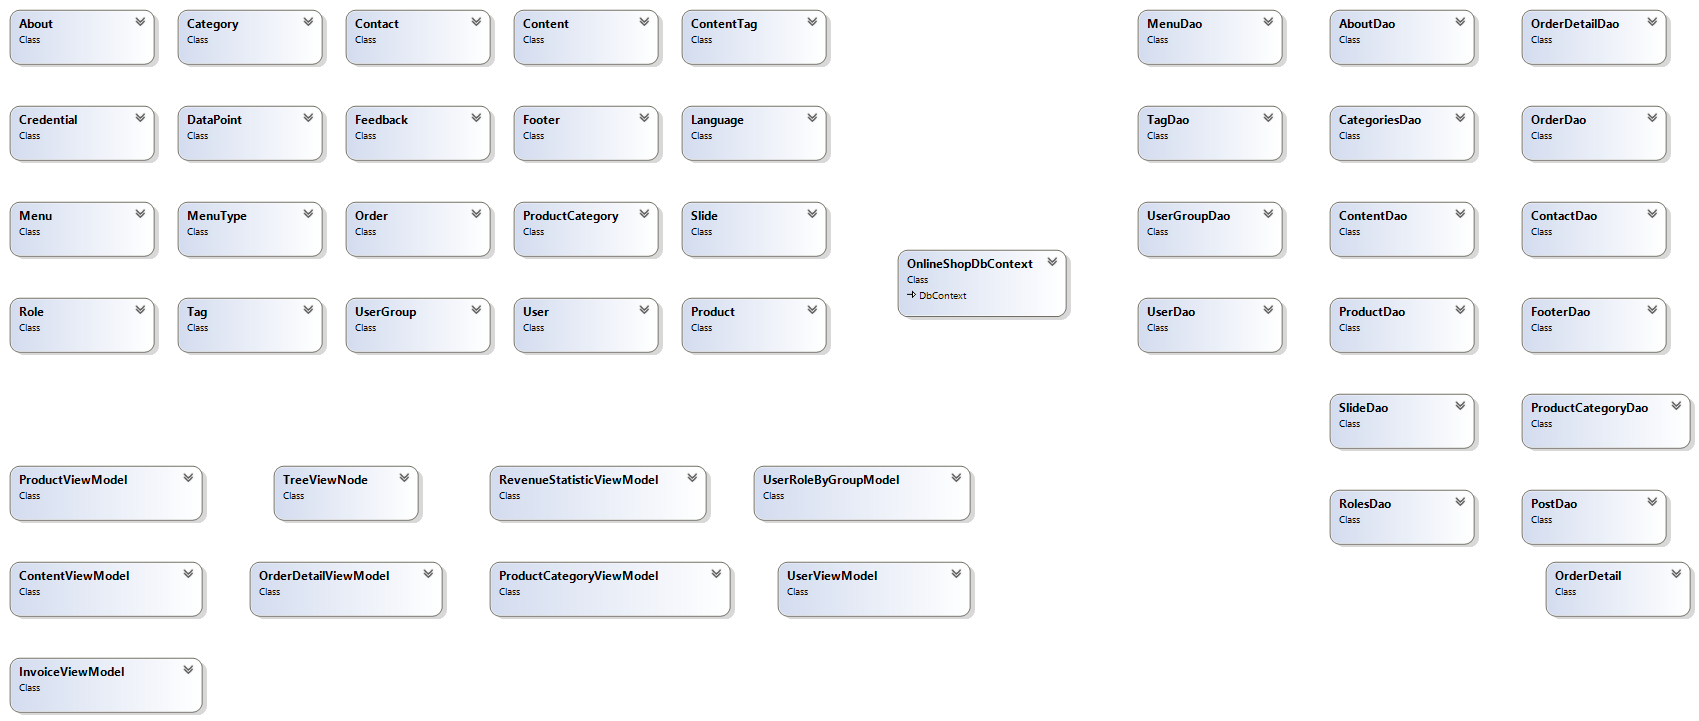 About
Class
Category
Class
Contact
Class
Content
Class
ContentTag
Class
MenuDao
Class
AboutDao
Class
OrderDetailDao
Class
Credential
Class
DataPoint
Class
Feedback
Class
Footer
Class
Language
Class
TagDao
Class
CategoriesDao
Class
OrderDao
Class
Menu
Class
MenuType
Class
Order
Class
ProductCategory
Class
Slide
Class
UserGroupDao
Class
ContentDao
Class
ContactDao
Class
OnlineShopDbContext
Class
DbContext
Role
Class
Tag
Class
UserGroup
Class
User
Class
Product
Class
UserDao
Class
ProductDao
Class
FooterDao
Class
SlideDao
Class
ProductCategoryDao
Class
ProductViewModel
Class
TreeViewNode
Class
RevenueStatisticViewModel
Class
UserRoleByGroupModel
Class
RolesDao
Class
PostDao
Class
ContentViewModel
Class
OrderDetailViewModel
Class
ProductCategoryViewModel
Class
UserViewModel
Class
OrderDetail
Class
InvoiceViewModel
Class